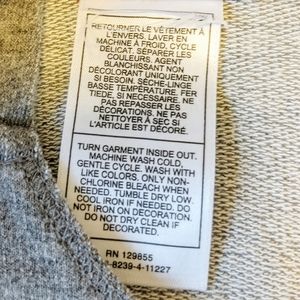 RETOURNER LE VÊTEMENT À
L'ENVERS. LAVER EN
MACHINE À FROID, CYCLE
DÉLICAT. SÉPARER LES
COULEURS. AGENT
BLANCHISSANT NON
DÉCOLORANT UNIQUEMENT
SI BESOIN. SÈCHE-LINGE
BASSE TEMPÉRATURE. FER
TIEDE, SI NECESSAIRE. NE
PAS REPASSER LES
DÉCORATIONS. NE PAS
NETTOYER À SEC SI
L'ARTICLE EST DÉCORÉ.
TURN GARMENT INSIDE OUT.
MACHINE WASH COLD,
GENTLE CYCLE. WASH WITH
LIKE COLORS. ONLY NON-
CHLORINE BLEACH WHEN
NEEDED. TUMBLE DRY LOW.
COOL IRON IF NEEDED. DO
NOT IRON ON DECORATION.
DO NOT DRY CLEAN IF
DECORATED.
RN 129855
-8239-4-11227